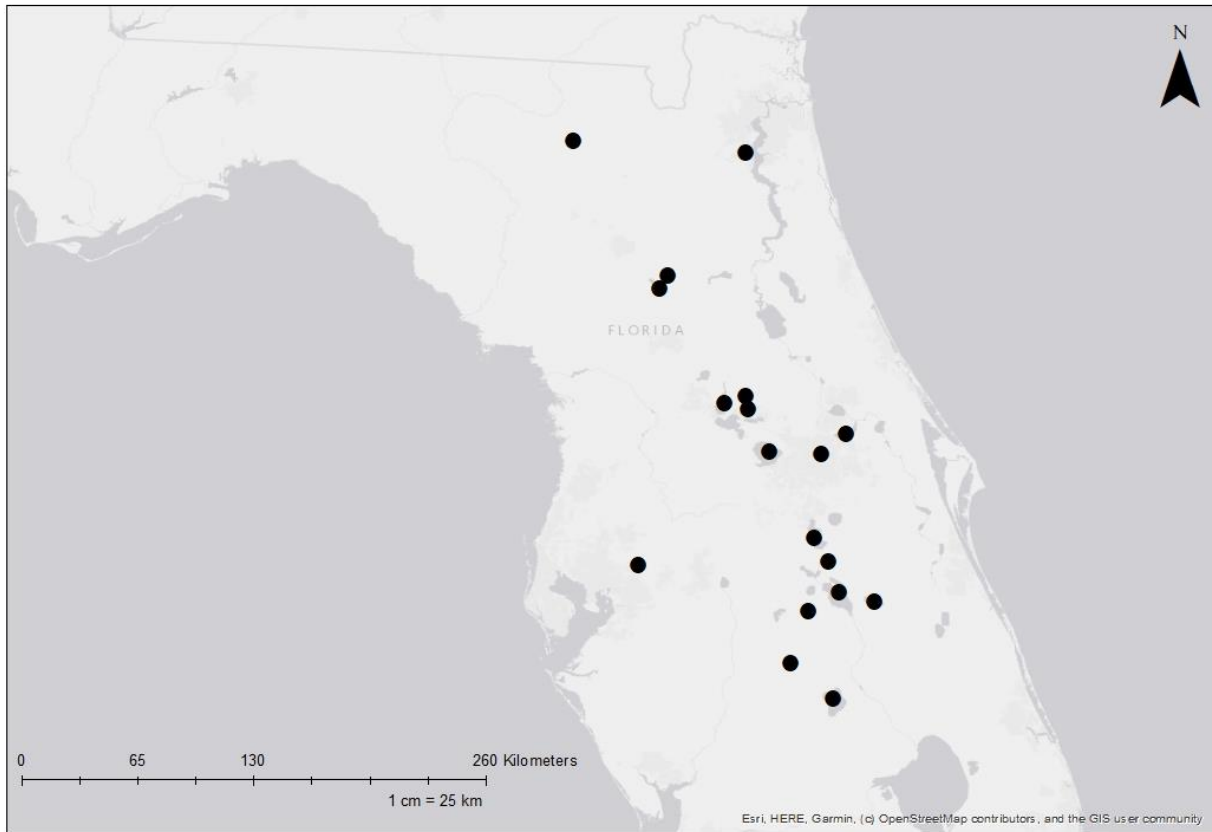 N
FLORIDA
0 65 130 260 Kilometers
1 cm = 25 km
Esri, HERE, Garmin, (c) OpenStreetMap contributors, and the GIS user community